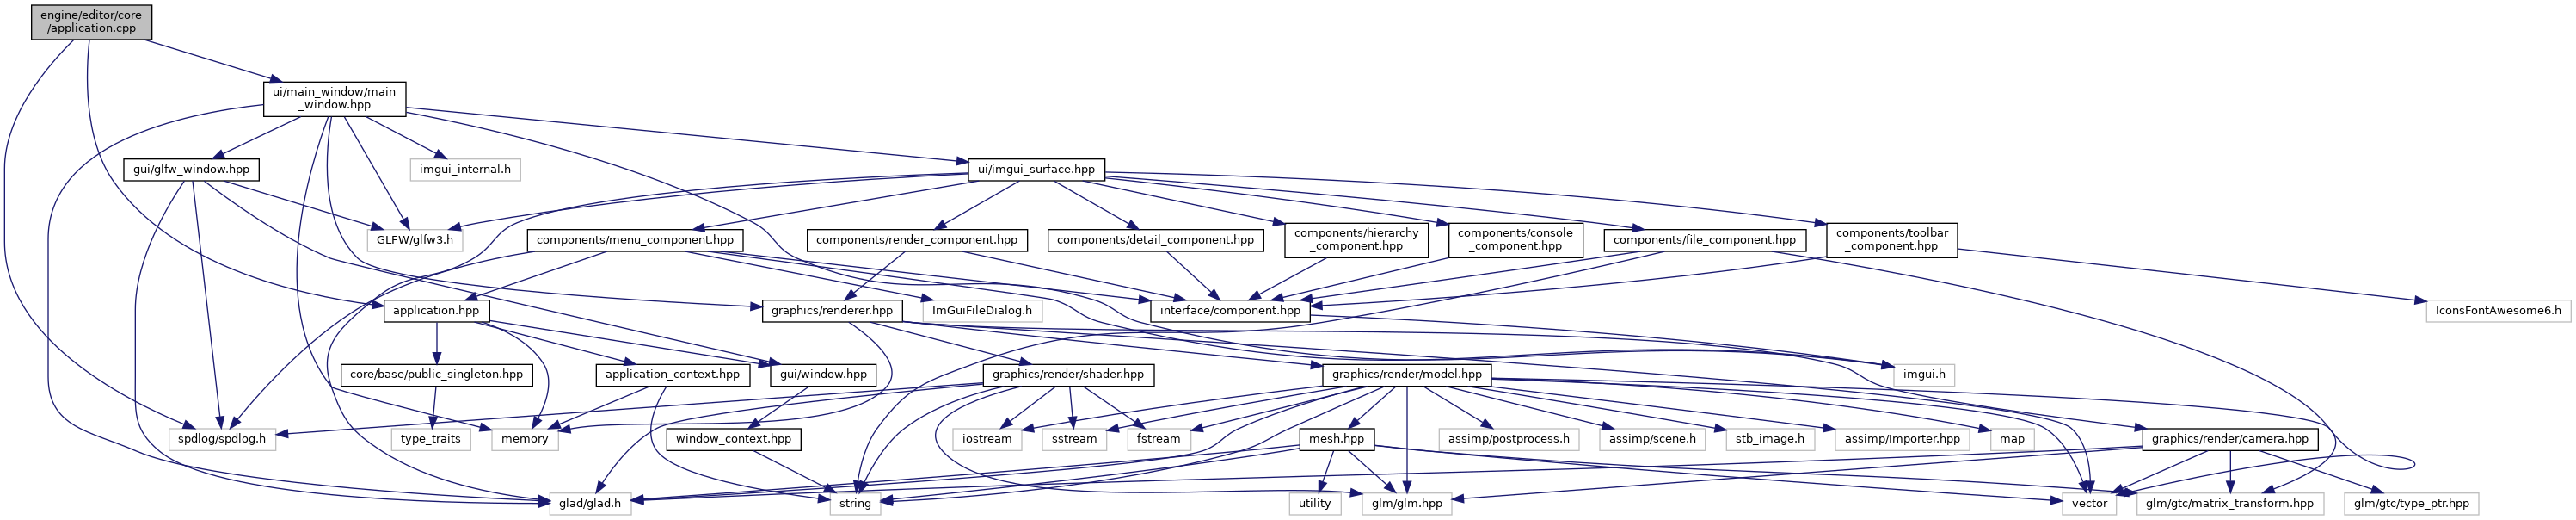 engine/editor/core
/application.cpp
ui/main_window/main
_window.hpp
gui/glfw_window.hpp
imgui_internal.h
ui/imgui_surface.hpp
GLFW/glfw3.h
components/menu_component.hpp
components/render_component.hpp
components/detail_component.hpp
components/hierarchy
_component.hpp
components/console
_component.hpp
components/file_component.hpp
components/toolbar
_component.hpp
application.hpp
graphics/renderer.hpp
ImGuiFileDialog.h
interface/component.hpp
IconsFontAwesome6.h
core/base/public_singleton.hpp
application_context.hpp
gui/window.hpp
graphics/render/shader.hpp
graphics/render/model.hpp
imgui.h
spdlog/spdlog.h
type_traits
memory
window_context.hpp
iostream
sstream
fstream
mesh.hpp
assimp/postprocess.h
assimp/scene.h
stb_image.h
assimp/Importer.hpp
map
graphics/render/camera.hpp
glad/glad.h
string
utility
glm/glm.hpp
vector
glm/gtc/matrix_transform.hpp
glm/gtc/type_ptr.hpp